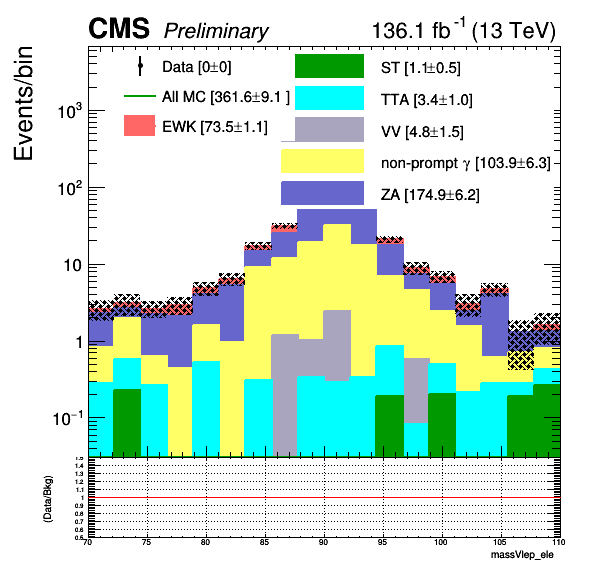 CMS Preliminary 136.1 fb⁻¹ (13 TeV)
Events/bin
Data [0±0]
All MC [361.6±9.1 ]
EWK [73.5±1.1]
ST [1.1±0.5]
TTA [3.4±1.0]
VV [4.8±1.5]
non-prompt γ [103.9±6.3]
ZA [174.9±6.2]
10³
10²
10
1
10⁻¹
(Data/Bkg)
1.5
1.4
1.3
1.2
1.1
1
0.9
0.8
0.7
0.6
0.5
70 75 80 85 90 95 100 105 110
massVlep_ele